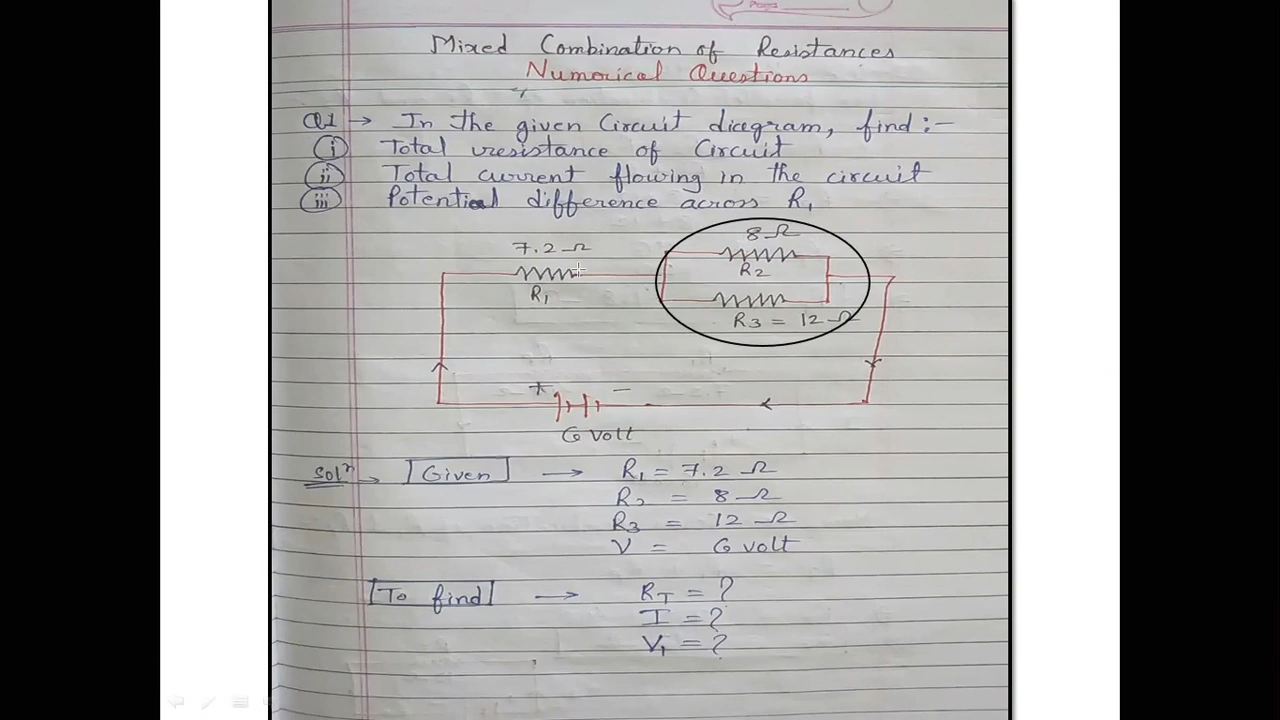 Page
Mixed Combination of Resistances
Numerical Questions
Q1 → In the given Circuit diagram, find :-
(i) Total resistance of Circuit
(ii) Total current flowing in the circuit
(iii) Potential difference across R₁
7.2 Ω
8 Ω
R₁
R₂
R3 = 12 Ω
+ −
6 volt
Solⁿ → Given → R₁ = 7.2 Ω
R₂ = 8 Ω
R3 = 12 Ω
V = 6 volt
To find → R_T = ?
I = ?
V₁ = ?